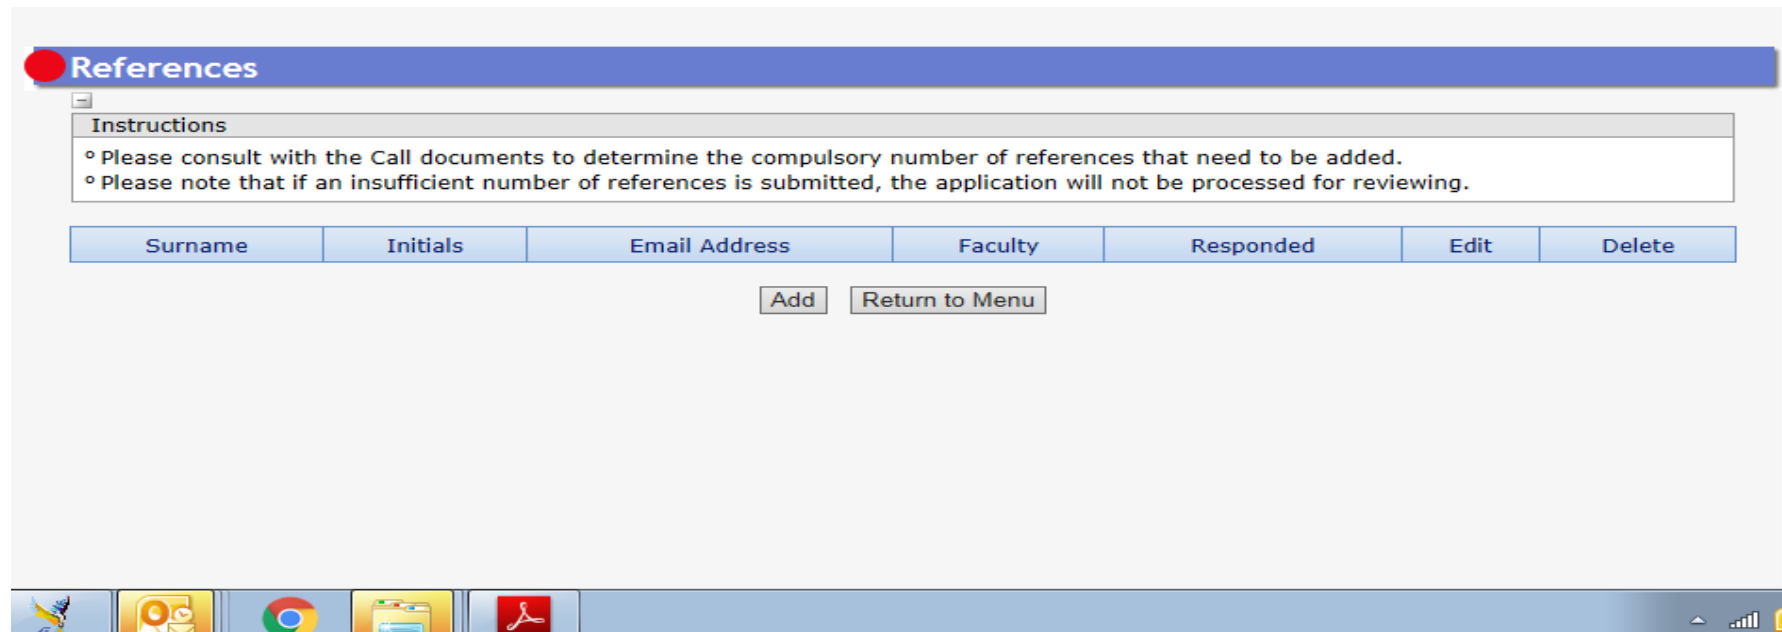 References
Instructions
° Please consult with the Call documents to determine the compulsory number of references that need to be added.
° Please note that if an insufficient number of references is submitted, the application will not be processed for reviewing.
Surname Initials Email Address Faculty Responded Edit Delete
Add Return to Menu